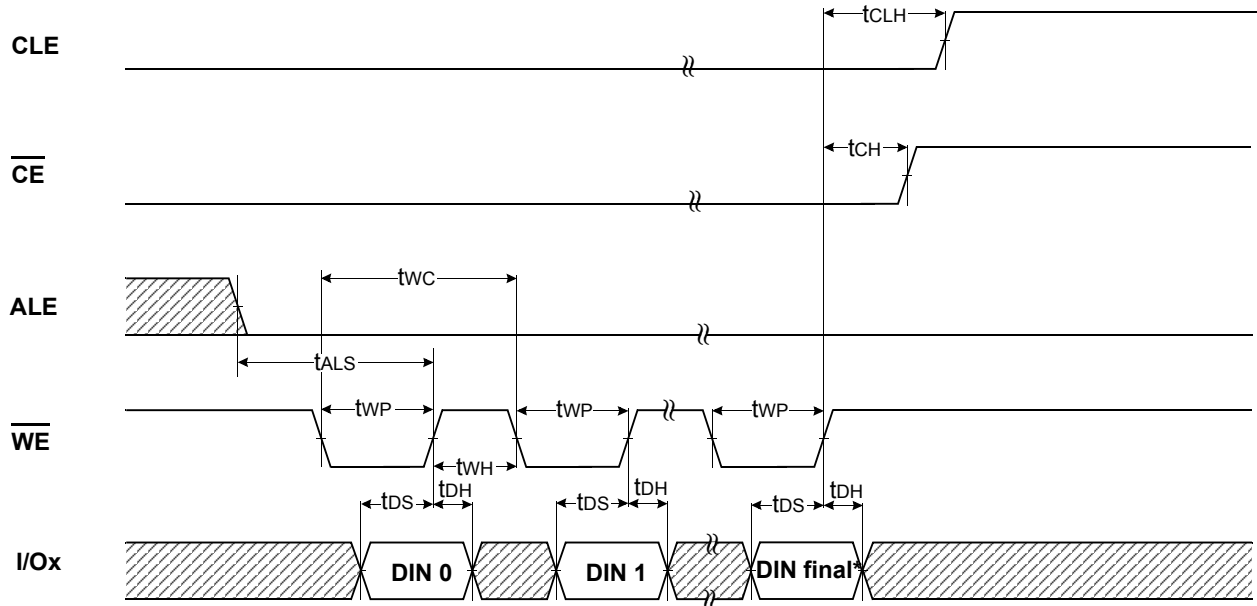 tCLH
CLE
tCH
CE
tWC
ALE
tALS
tWP tWP tWP
WE
tWH
tDS tDH tDS tDH tDS tDH
I/Ox DIN 0 DIN 1 DIN final*